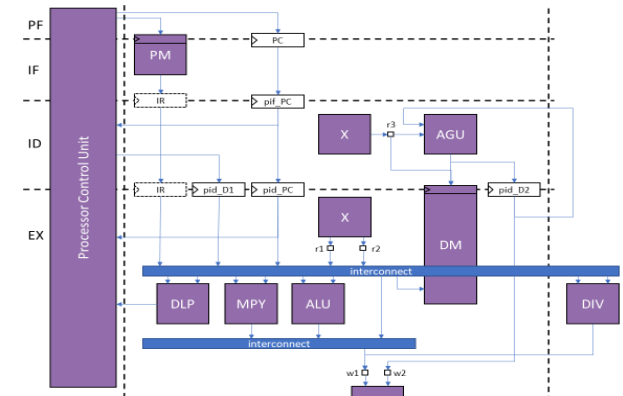 PF
PC
PM
IF
IR
pif_PC
r3
X
AGU
ID
Processor Control Unit
IR
pid_D1
pid_PC
pid_D2
X
EX
DM
r1
r2
interconnect
DLP
MPY
ALU
DIV
interconnect
w1
w2